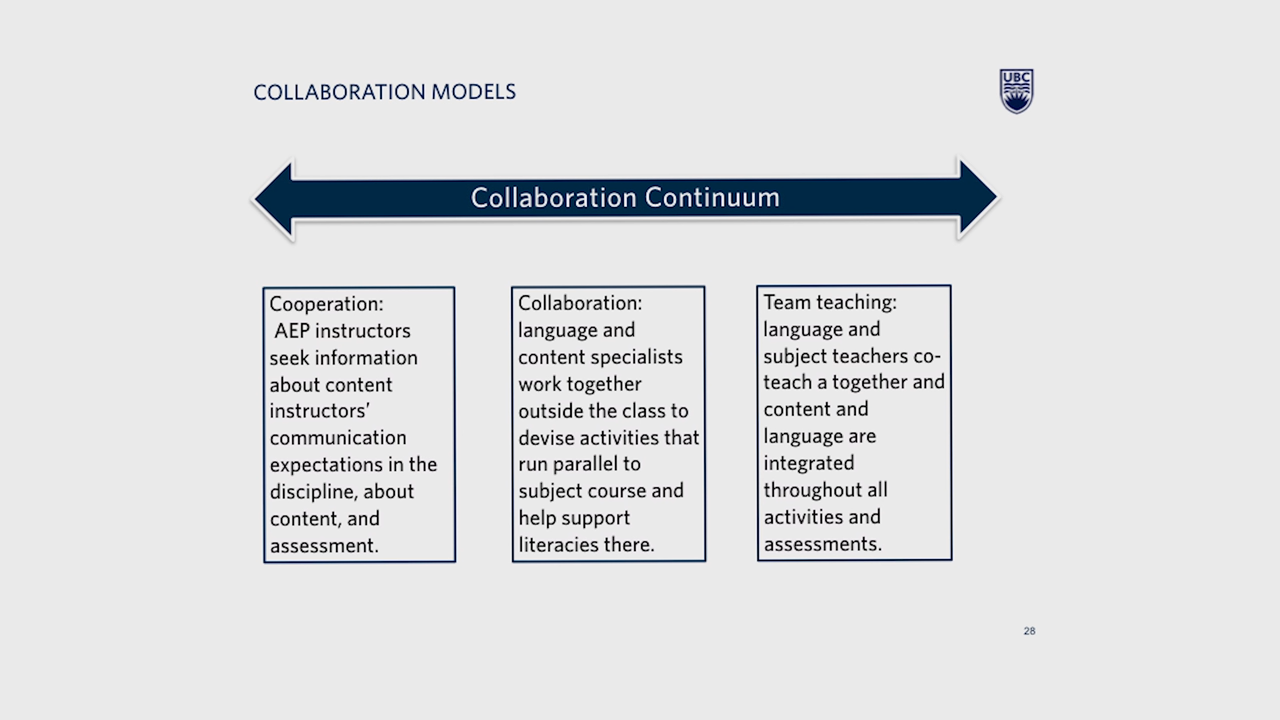 COLLABORATION MODELS
UBC
Collaboration Continuum
Cooperation:
AEP instructors
seek information
about content
instructors’
communication
expectations in the
discipline, about
content, and
assessment.
Collaboration:
language and
content specialists
work together
outside the class to
devise activities that
run parallel to
subject course and
help support
literacies there.
Team teaching:
language and
subject teachers co-
teach a together and
content and
language are
integrated
throughout all
activities and
assessments.
28